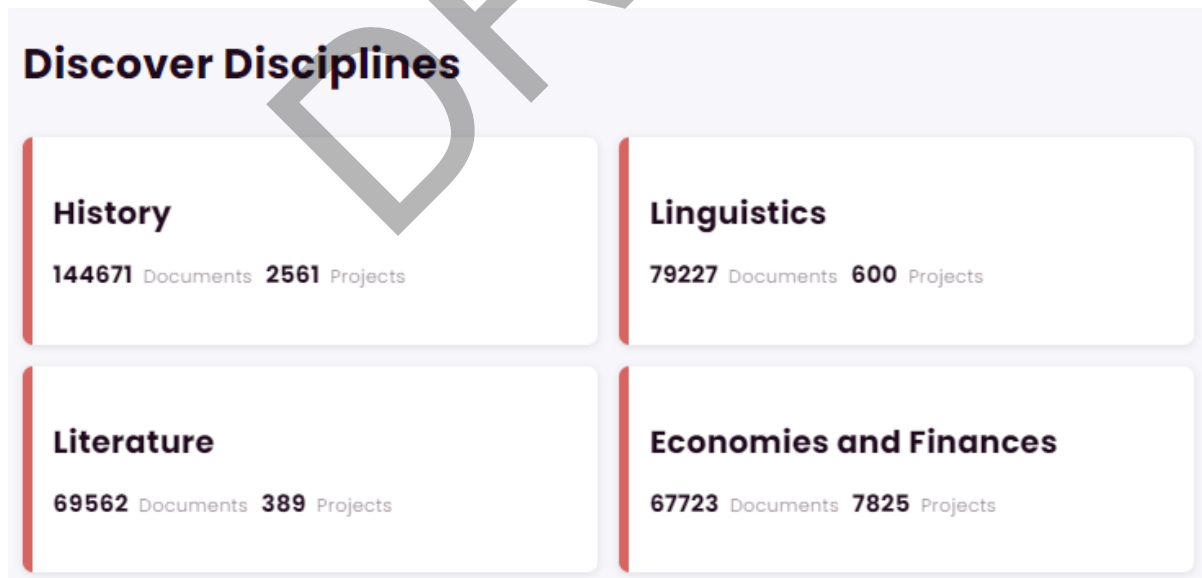 Discover Disciplines
History
144671 Documents 2561 Projects
Linguistics
79227 Documents 600 Projects
Literature
69562 Documents 389 Projects
Economies and Finances
67723 Documents 7825 Projects